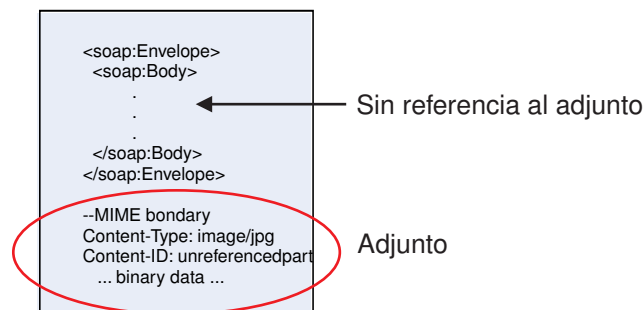 <soap:Envelope>
<soap:Body>
.
.
.
Sin referencia al adjunto
</soap:Body>
</soap:Envelope>
--MIME bondary
Content-Type: image/jpg
Content-ID: unreferencedpart
... binary data ...
Adjunto